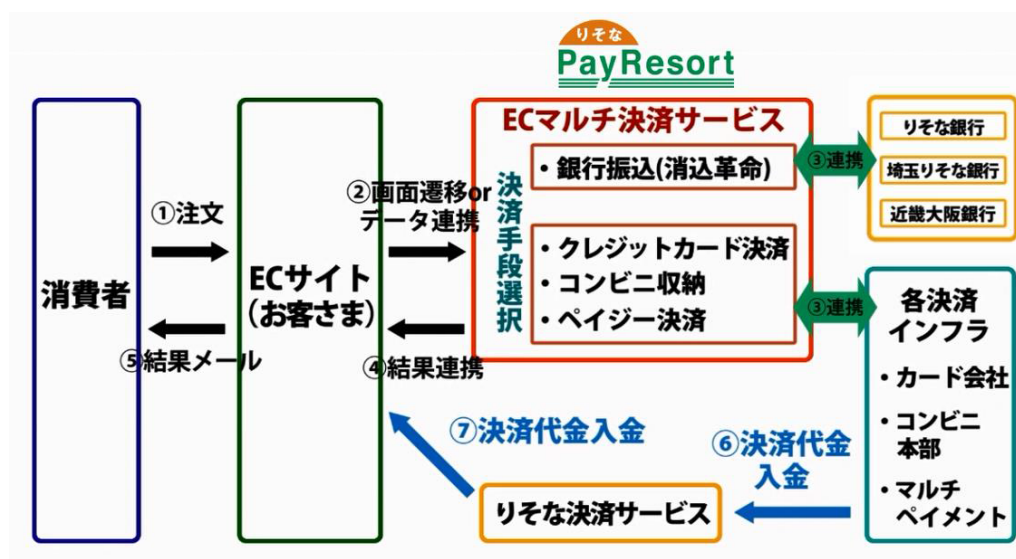 りそな
PayResort
ECマルチ決済サービス
決済手段選択
・銀行振込(消込革命)
・クレジットカード決済
・コンビニ収納
・ペイジー決済
③連携
りそな銀行
埼玉りそな銀行
近畿大阪銀行
消費者
①注文
ECサイト
(お客さま)
②画面遷移or
データ連携
③連携
各決済
インフラ
・カード会社
・コンビニ
本部
・マルチ
ペイメント
⑤結果メール
④結果連携
⑦決済代金入金
⑥決済代金
入金
りそな決済サービス